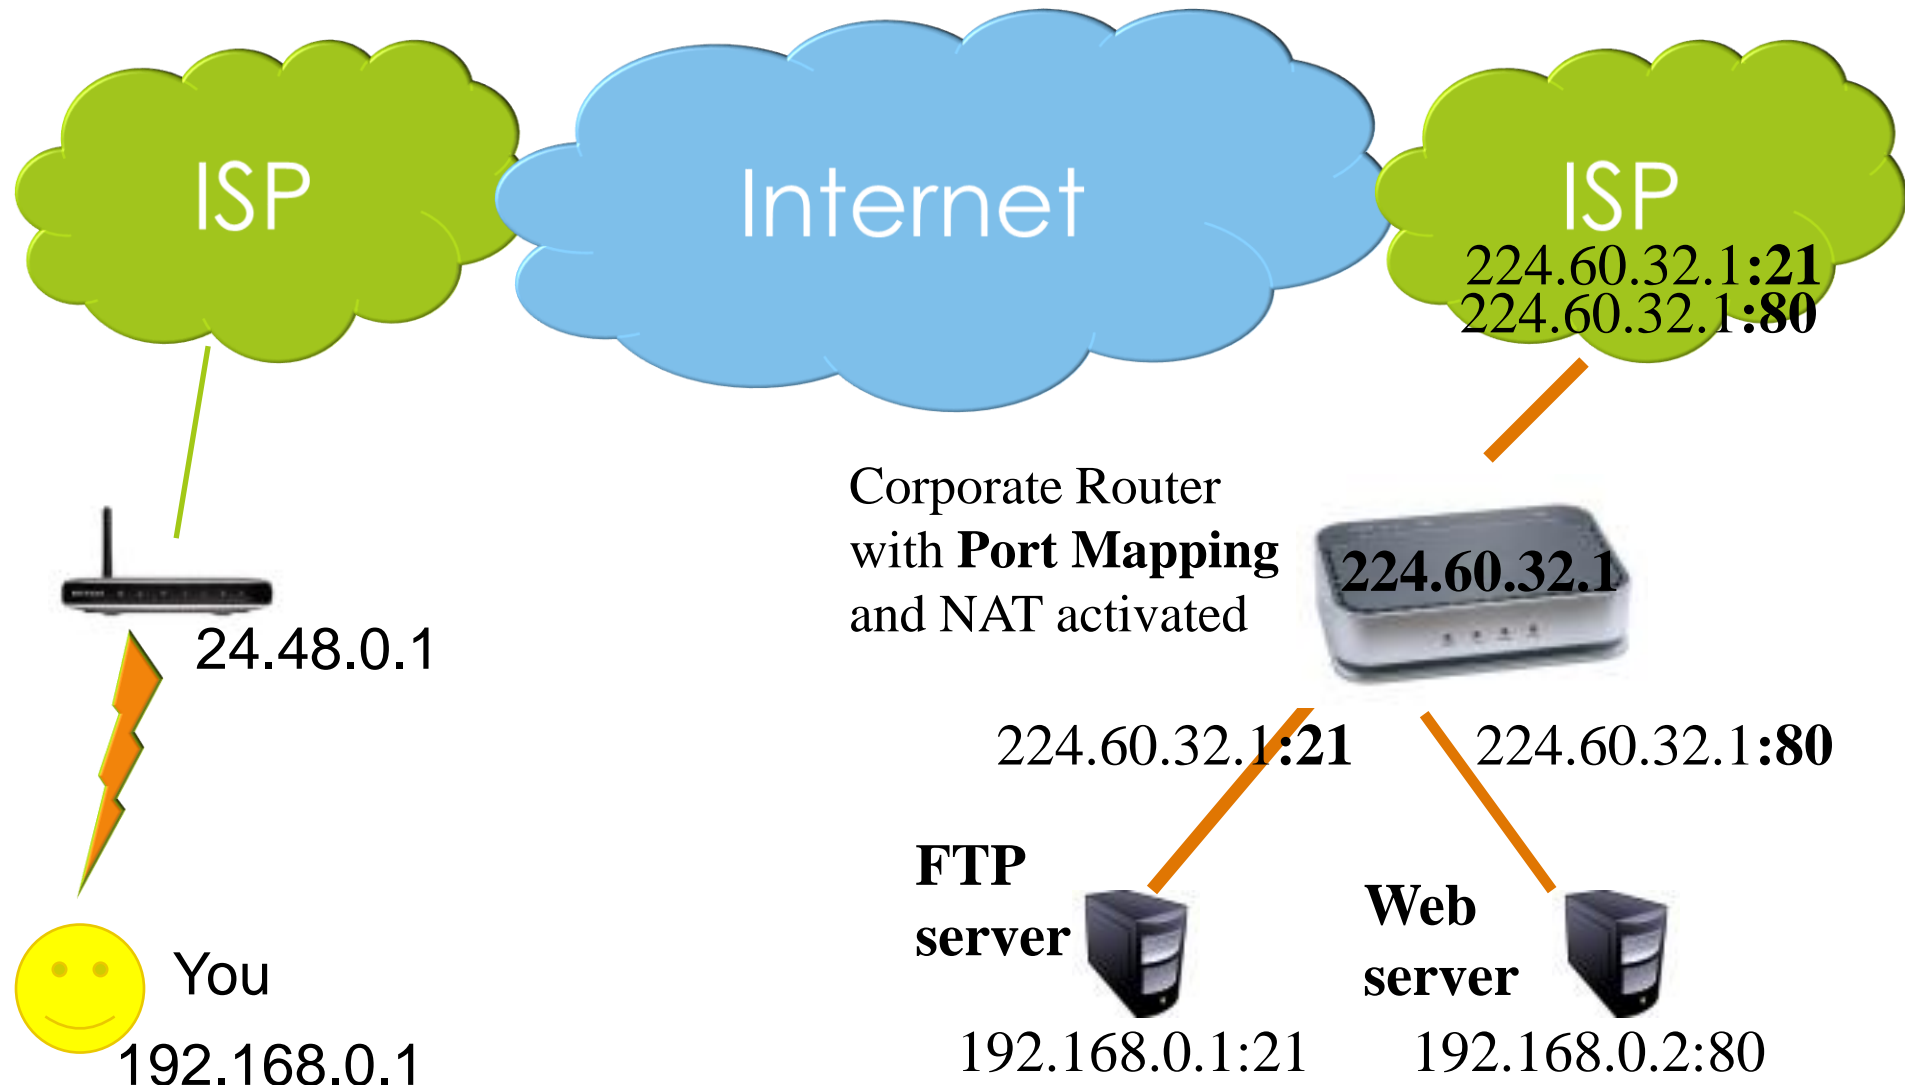 ISP
Internet
ISP
224.60.32.1:21
224.60.32.1:80
Corporate Router
with Port Mapping
and NAT activated
224.60.32.1
24.48.0.1
224.60.32.1:21
224.60.32.1:80
FTP
server
Web
server
You
192.168.0.1
192.168.0.1:21
192.168.0.2:80